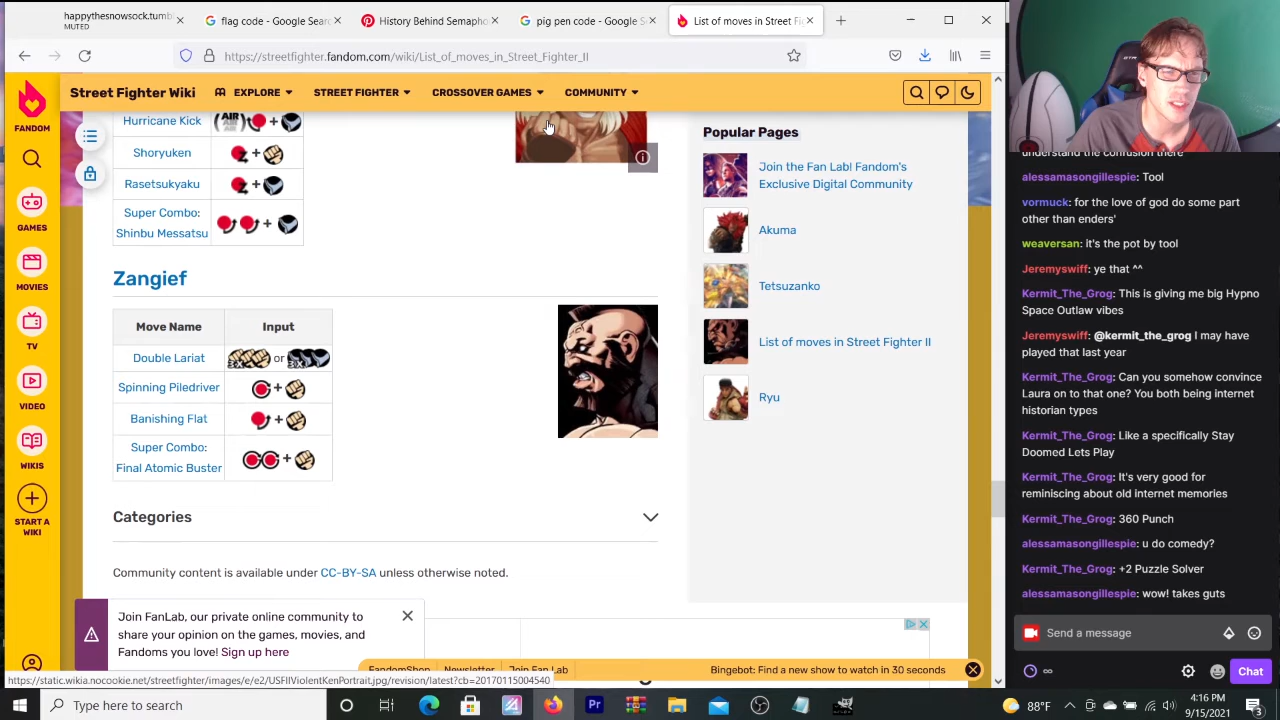 happythesnowsock.tumb
MUTED
flag code - Google Sear
History Behind Semapho
pig pen code - Google S
List of moves in Street F
https://streetfighter.fandom.com/wiki/List_of_moves_in_Street_Fighter_II
FANDOM
Street Fighter Wiki
EXPLORE
STREET FIGHTER
CROSSOVER GAMES
COMMUNITY
GAMES
MOVIES
TV
VIDEO
WIKIS
START A
WIKI
Hurricane Kick
AIR
Shoryuken
Rasetsukyaku
Super Combo:
Shinbu Messatsu
Zangief
Move Name
Input
Double Lariat
3X
or
3X
Spinning Piledriver
Banishing Flat
Super Combo:
Final Atomic Buster
Categories
Community content is available under CC-BY-SA unless otherwise noted.
Join FanLab, our private online community to
share your opinion on the games, movies, and
Fandoms you love! Sign up here
FandomShop
Newsletter
Join Fan Lab
Bingebot: Find a new show to watch in 30 seconds
https://static.wikia.nocookie.net/streetfighter/images/e/e2/USFIIViolentKenPortrait.jpg/revision/latest?cb=20170115004540
Popular Pages
Join the Fan Lab! Fandom's
Exclusive Digital Community
Akuma
Tetsuzanko
List of moves in Street Fighter II
Ryu
understand the confusion there
alessamasongillespie: Tool
vormuck: for the love of god do some part
other than enders'
weaversan: it's the pot by tool
Jeremyswiff: ye that ^^
Kermit_The_Grog: This is giving me big Hypno
Space Outlaw vibes
Jeremyswiff: @kermit_the_grog I may have
played that last year
Kermit_The_Grog: Can you somehow convince
Laura on to that one? You both being internet
historian types
Kermit_The_Grog: Like a specifically Stay
Doomed Lets Play
Kermit_The_Grog: It's very good for
reminiscing about old internet memories
Kermit_The_Grog: 360 Punch
alessamasongillespie: u do comedy?
Kermit_The_Grog: +2 Puzzle Solver
alessamasongillespie: wow! takes guts
Send a message
∞
Chat
Type here to search
Pr
88°F
4:16 PM
9/15/2021
3